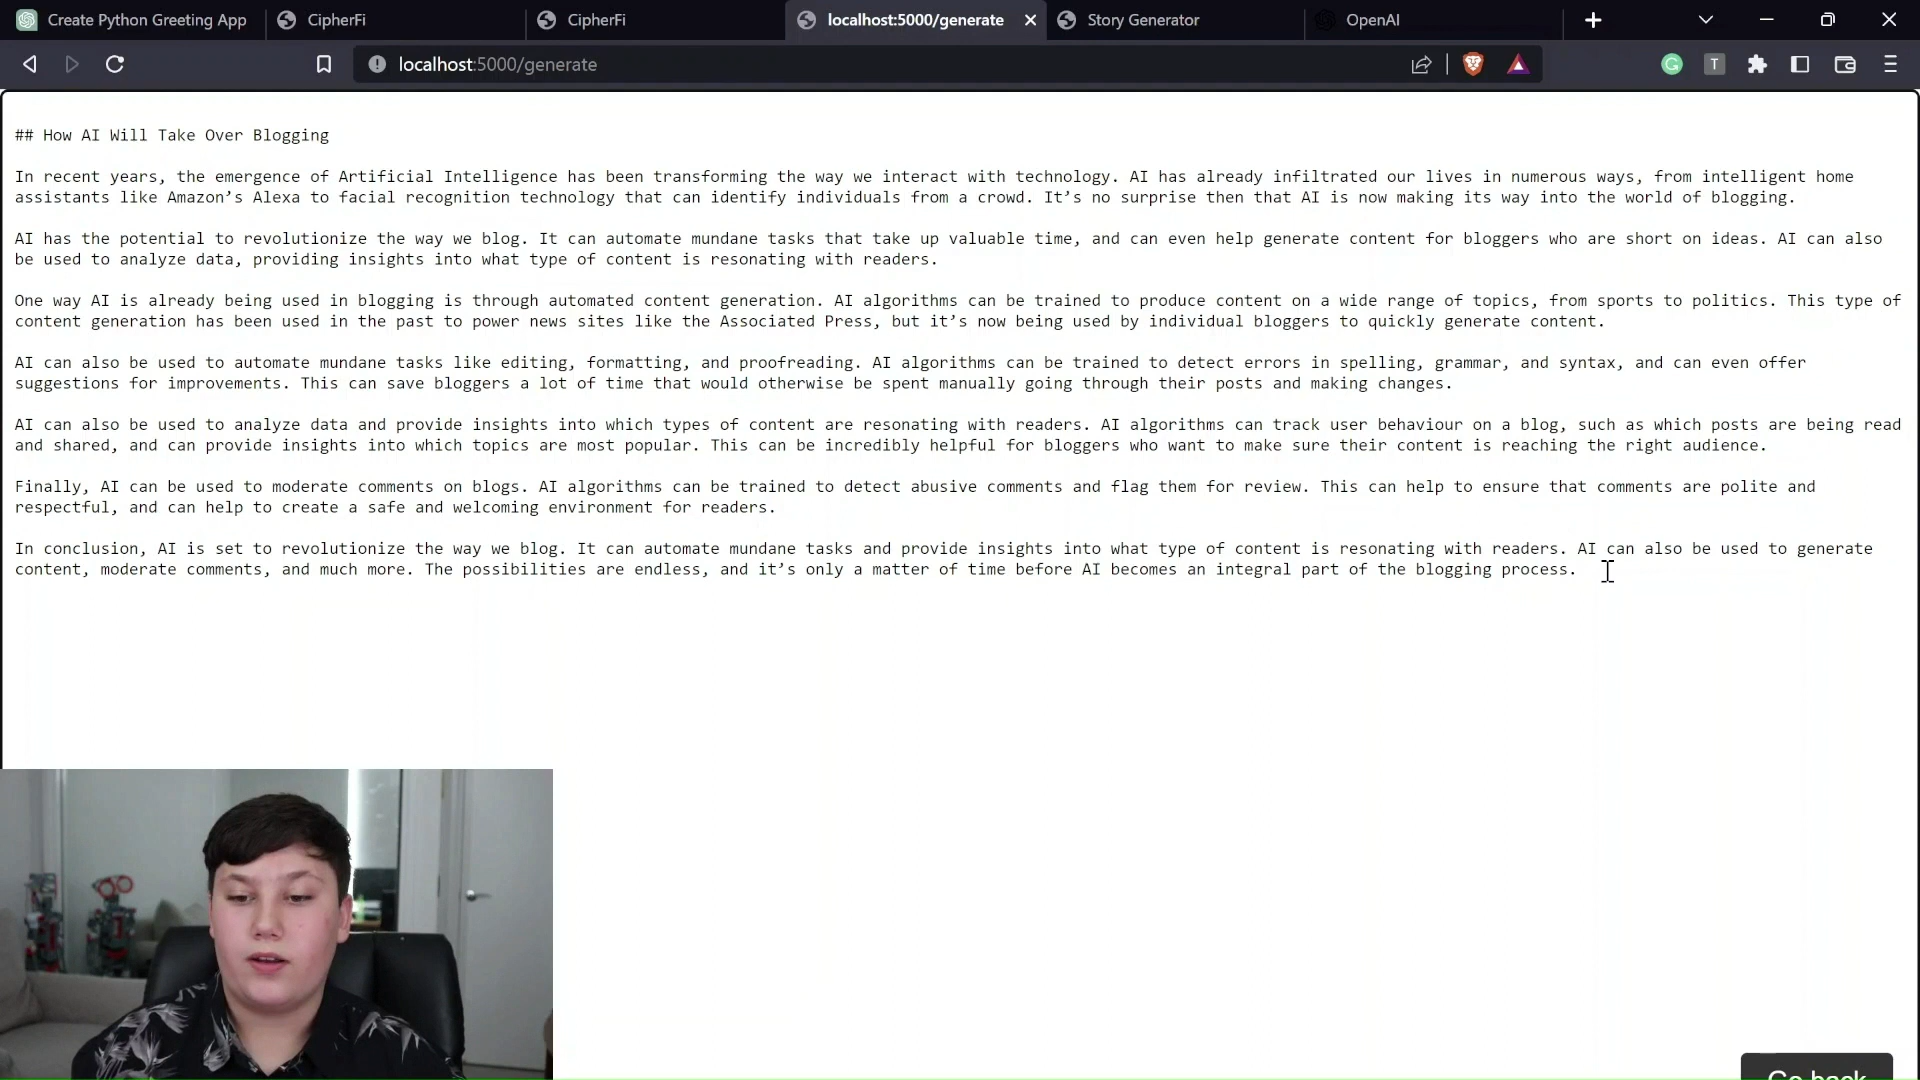 Create Python Greeting App
CipherFi
CipherFi
localhost:5000/generate
Story Generator
OpenAI
localhost:5000/generate
G
T
## How AI Will Take Over Blogging
In recent years, the emergence of Artificial Intelligence has been transforming the way we interact with technology. AI has already infiltrated our lives in numerous ways, from intelligent home
assistants like Amazon’s Alexa to facial recognition technology that can identify individuals from a crowd. It’s no surprise then that AI is now making its way into the world of blogging.
AI has the potential to revolutionize the way we blog. It can automate mundane tasks that take up valuable time, and can even help generate content for bloggers who are short on ideas. AI can also
be used to analyze data, providing insights into what type of content is resonating with readers.
One way AI is already being used in blogging is through automated content generation. AI algorithms can be trained to produce content on a wide range of topics, from sports to politics. This type of
content generation has been used in the past to power news sites like the Associated Press, but it’s now being used by individual bloggers to quickly generate content.
AI can also be used to automate mundane tasks like editing, formatting, and proofreading. AI algorithms can be trained to detect errors in spelling, grammar, and syntax, and can even offer
suggestions for improvements. This can save bloggers a lot of time that would otherwise be spent manually going through their posts and making changes.
AI can also be used to analyze data and provide insights into which types of content are resonating with readers. AI algorithms can track user behaviour on a blog, such as which posts are being read
and shared, and can provide insights into which topics are most popular. This can be incredibly helpful for bloggers who want to make sure their content is reaching the right audience.
Finally, AI can be used to moderate comments on blogs. AI algorithms can be trained to detect abusive comments and flag them for review. This can help to ensure that comments are polite and
respectful, and can help to create a safe and welcoming environment for readers.
In conclusion, AI is set to revolutionize the way we blog. It can automate mundane tasks and provide insights into what type of content is resonating with readers. AI can also be used to generate
content, moderate comments, and much more. The possibilities are endless, and it’s only a matter of time before AI becomes an integral part of the blogging process.
Go back